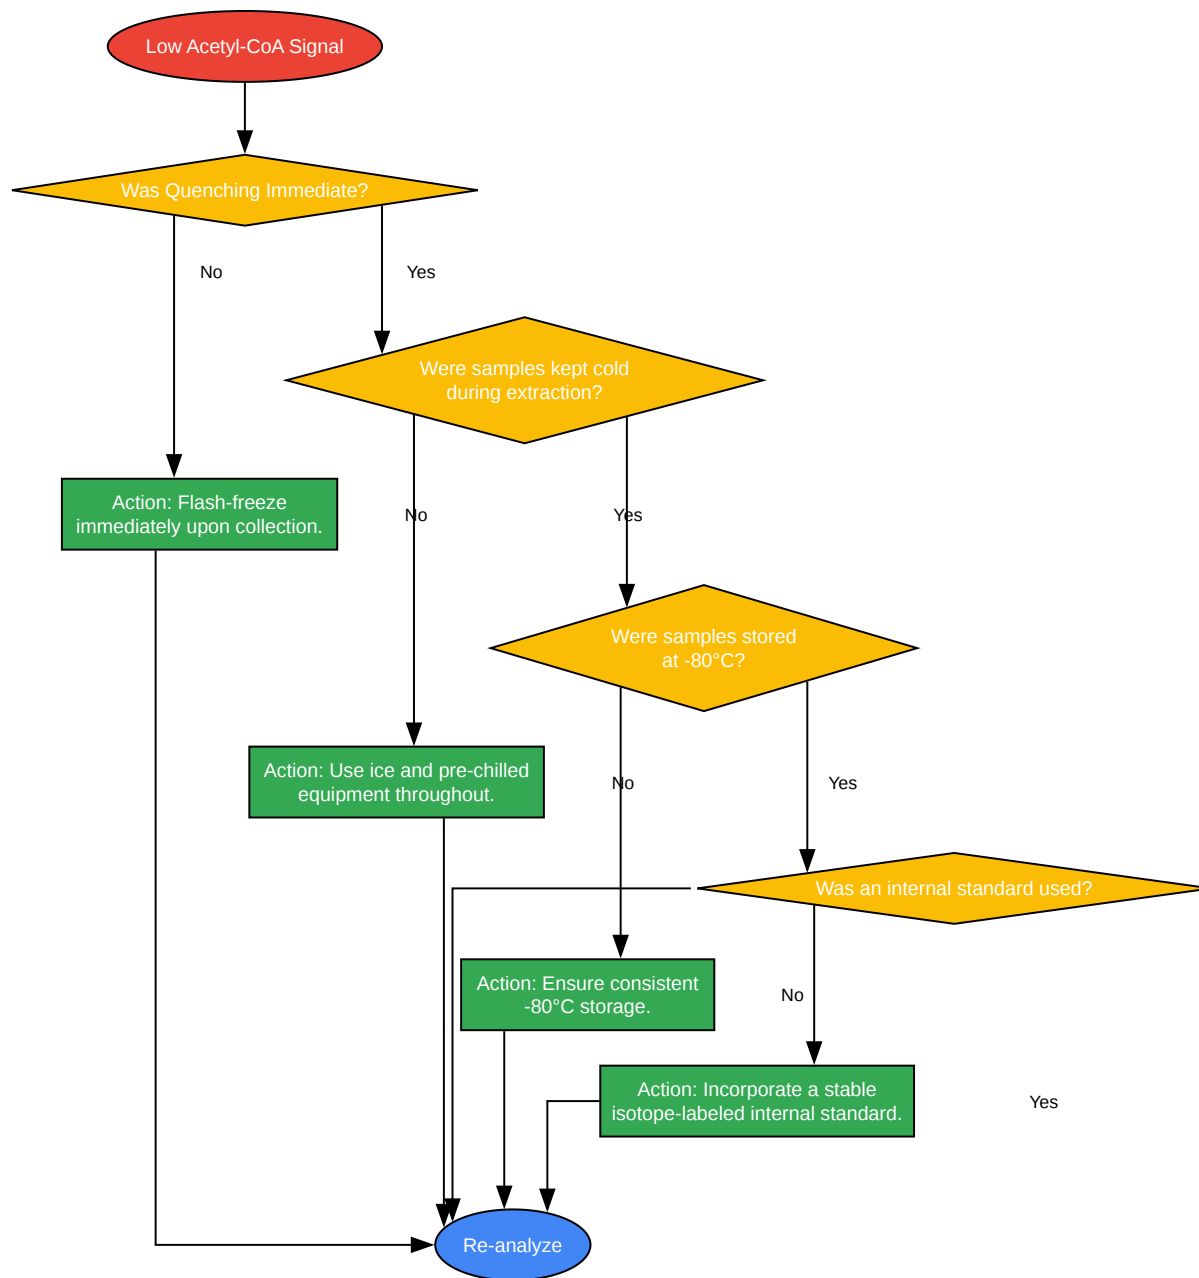 Low Acetyl-CoA Signal
Was Quenching Immediate?
No
Yes
Were samples kept cold
during extraction?
Action: Flash-freeze
immediately upon collection.
No
Yes
Were samples stored
at -80°C?
Action: Use ice and pre-chilled
equipment throughout.
No
Yes
Was an internal standard used?
Action: Ensure consistent
-80°C storage.
No
Action: Incorporate a stable
isotope-labeled internal standard.
Yes
Re-analyze